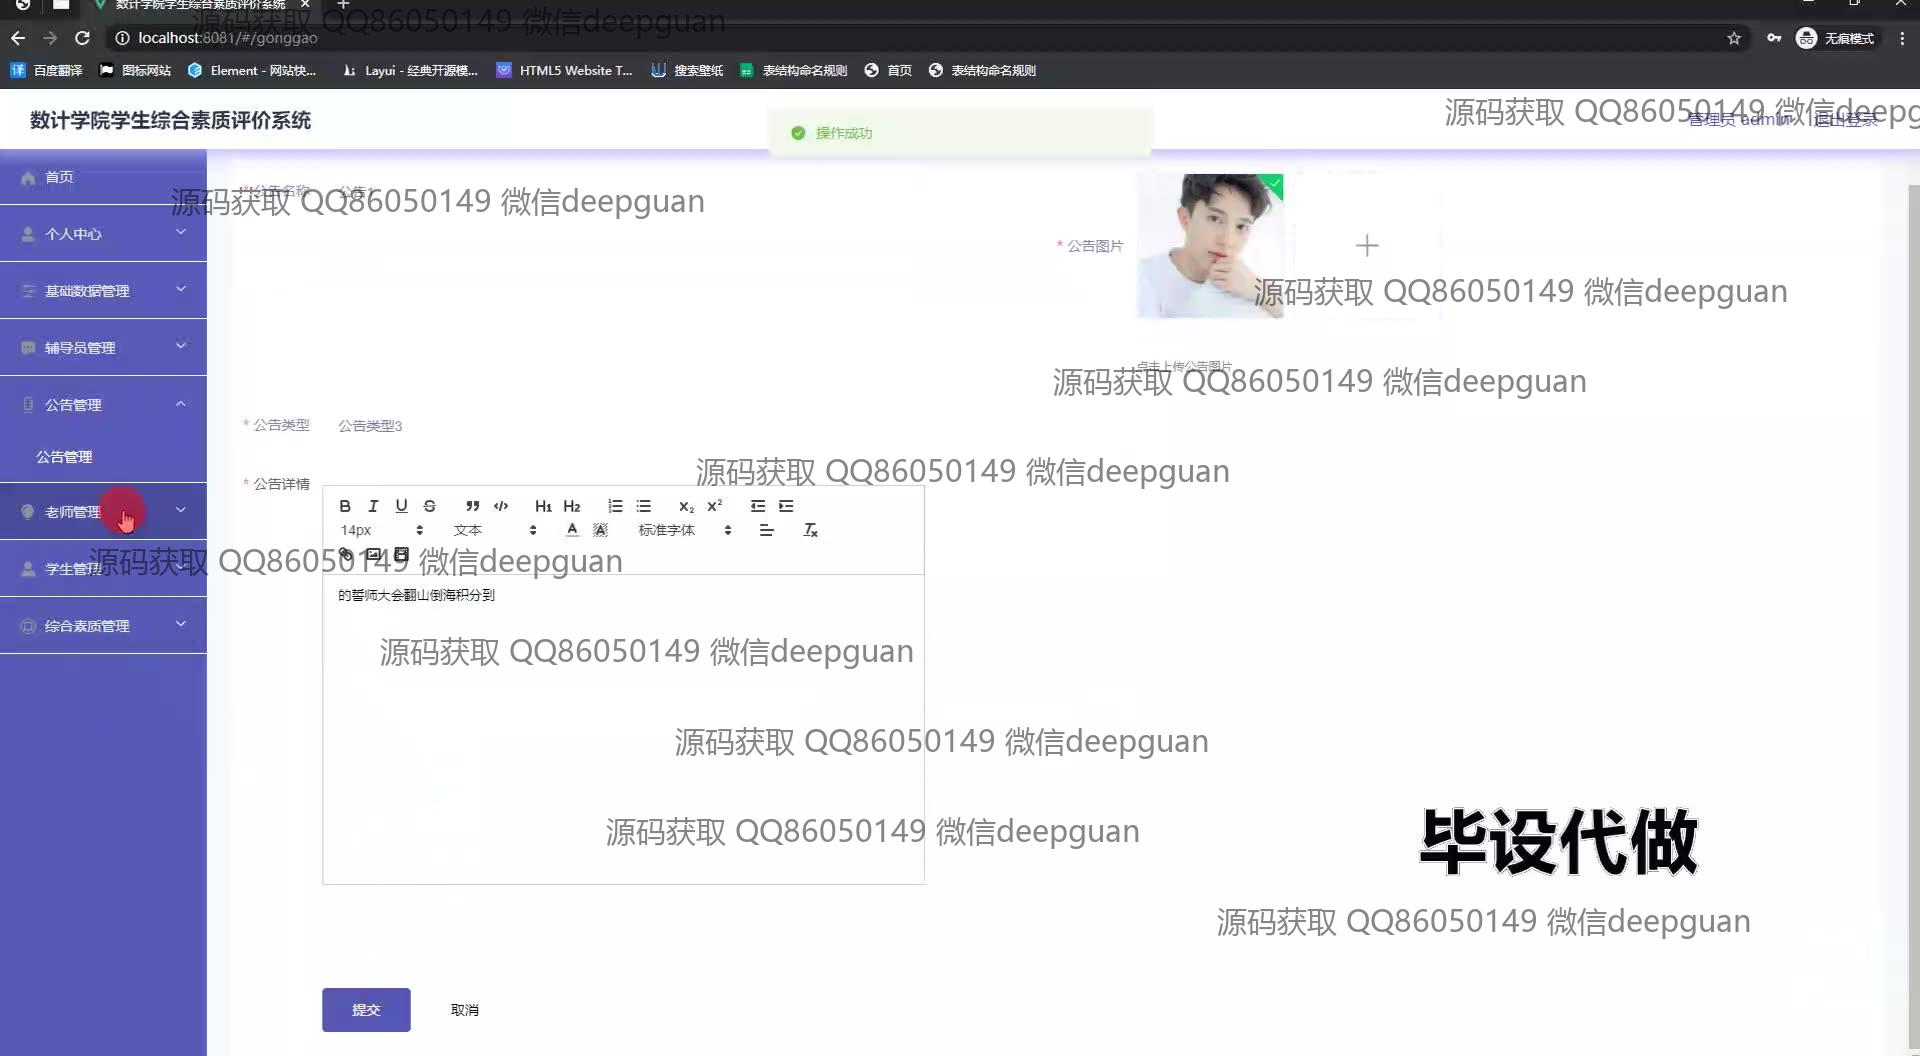 数计学院学生综合素质评价系统
源码获取 QQ86050149 微信deepguan
localhost:8081/#/gonggao
无痕模式
百度翻译
图标网站
Element - 网站快...
Layui - 经典开源模...
HTML5 Website T...
搜索壁纸
表结构命名规则
首页
表结构命名规则
数计学院学生综合素质评价系统
操作成功
源码获取 QQ86050149 微信deepg
管理员 admin
退出登录
首页
* 公告名称
公告1
源码获取 QQ86050149 微信deepguan
个人中心
* 公告图片
基础数据管理
源码获取 QQ86050149 微信deepguan
辅导员管理
点击上传公告图片
源码获取 QQ86050149 微信deepguan
公告管理
* 公告类型
公告类型3
公告管理
源码获取 QQ86050149 微信deepguan
* 公告详情
B I U S H1 H2 X₂ X²
老师管理
14px 文本 A 标准字体
学生管理
源码获取 QQ86050149 微信deepguan
的誓师大会翻山倒海积分到
综合素质管理
源码获取 QQ86050149 微信deepguan
源码获取 QQ86050149 微信deepguan
源码获取 QQ86050149 微信deepguan
毕设代做
源码获取 QQ86050149 微信deepguan
提交
取消